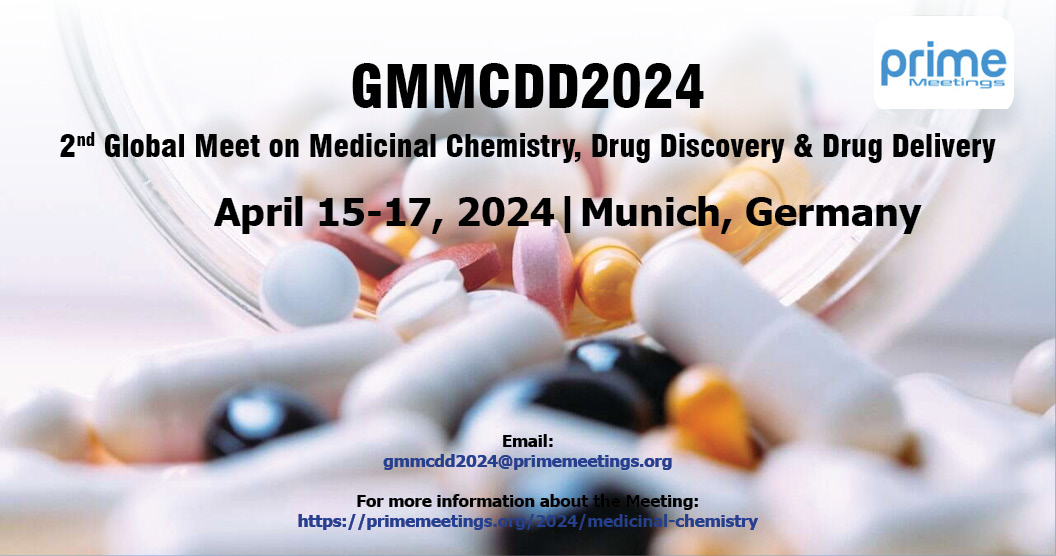 prime
Meetings
GMMCDD2024
2nd Global Meet on Medicinal Chemistry, Drug Discovery & Drug Delivery
April 15-17, 2024|Munich, Germany
Email:
gmmcdd2024@primemeetings.org
For more information about the Meeting:
https://primemeetings.org/2024/medicinal-chemistry